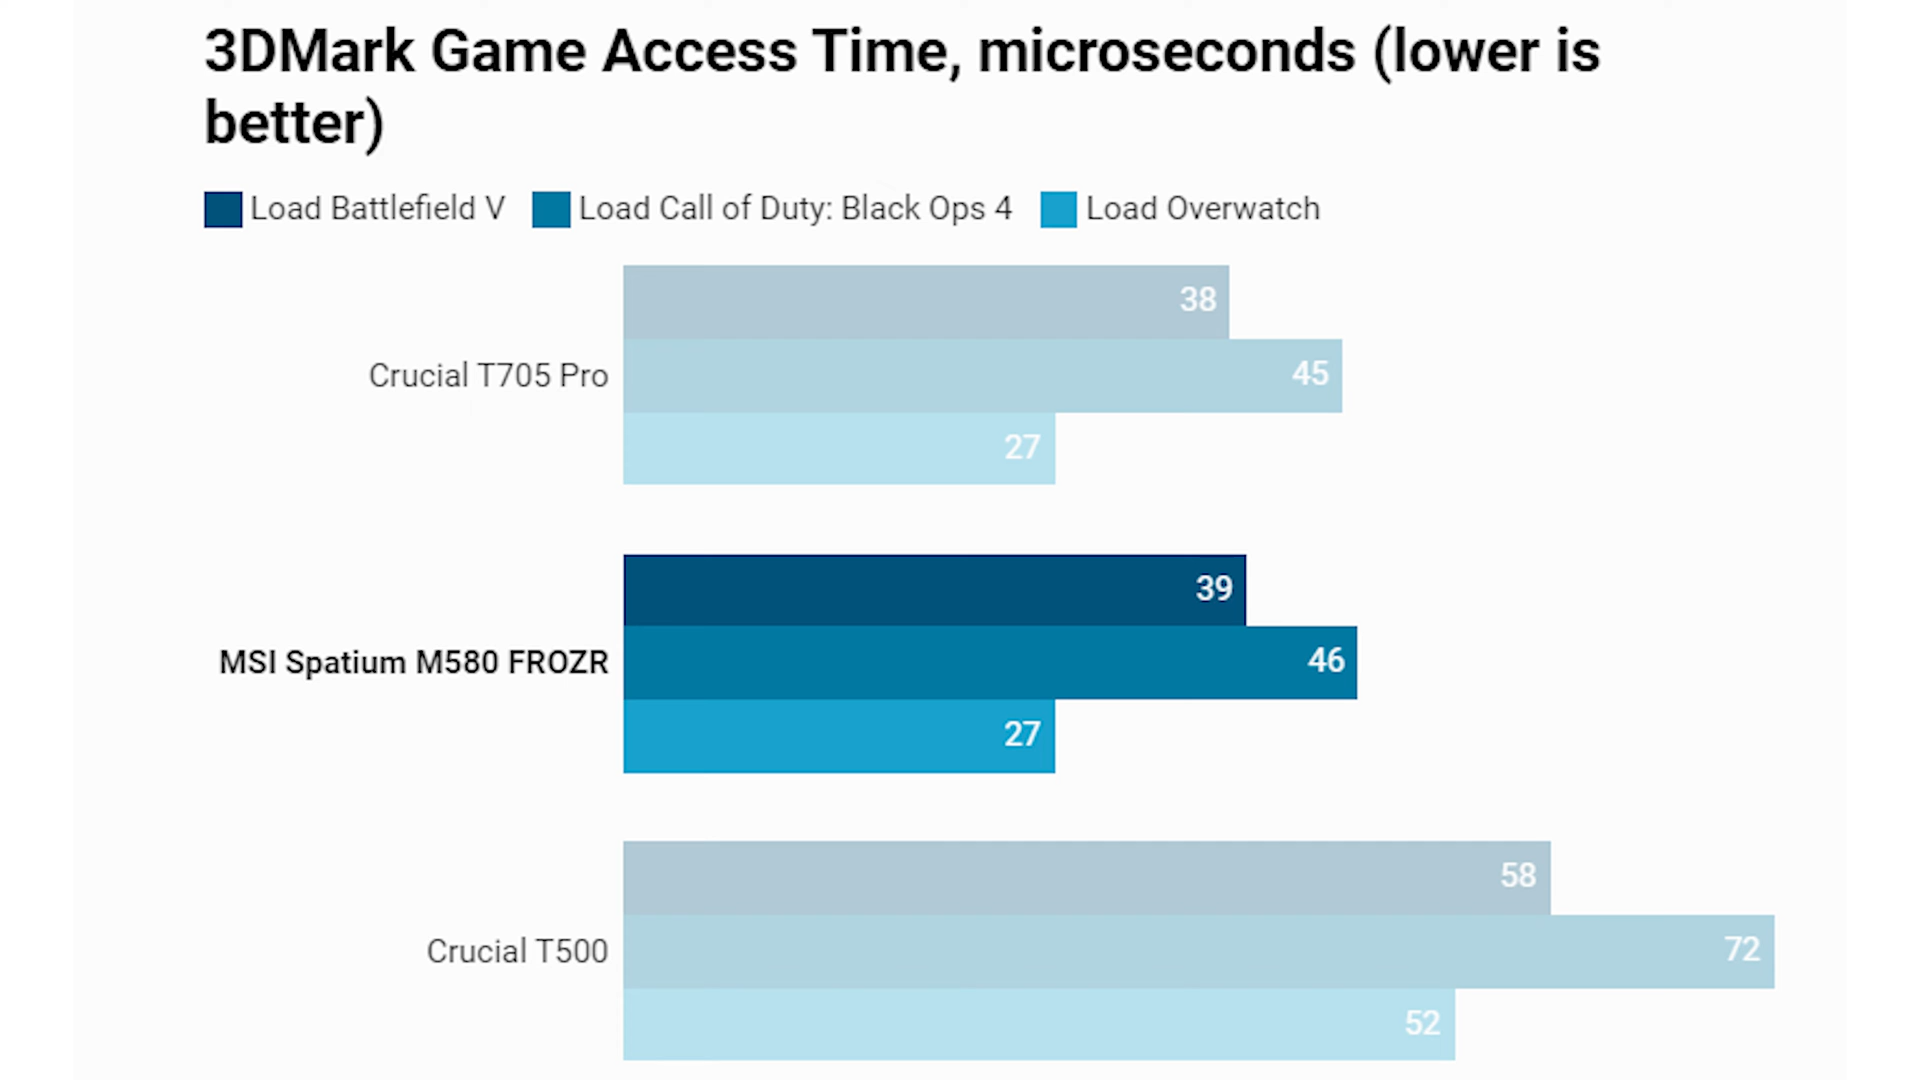 3DMark Game Access Time, microseconds (lower is
better)
Load Battlefield V Load Call of Duty: Black Ops 4 Load Overwatch
38
Crucial T705 Pro 45
27
39
MSI Spatium M580 FROZR 46
27
58
Crucial T500 72
52